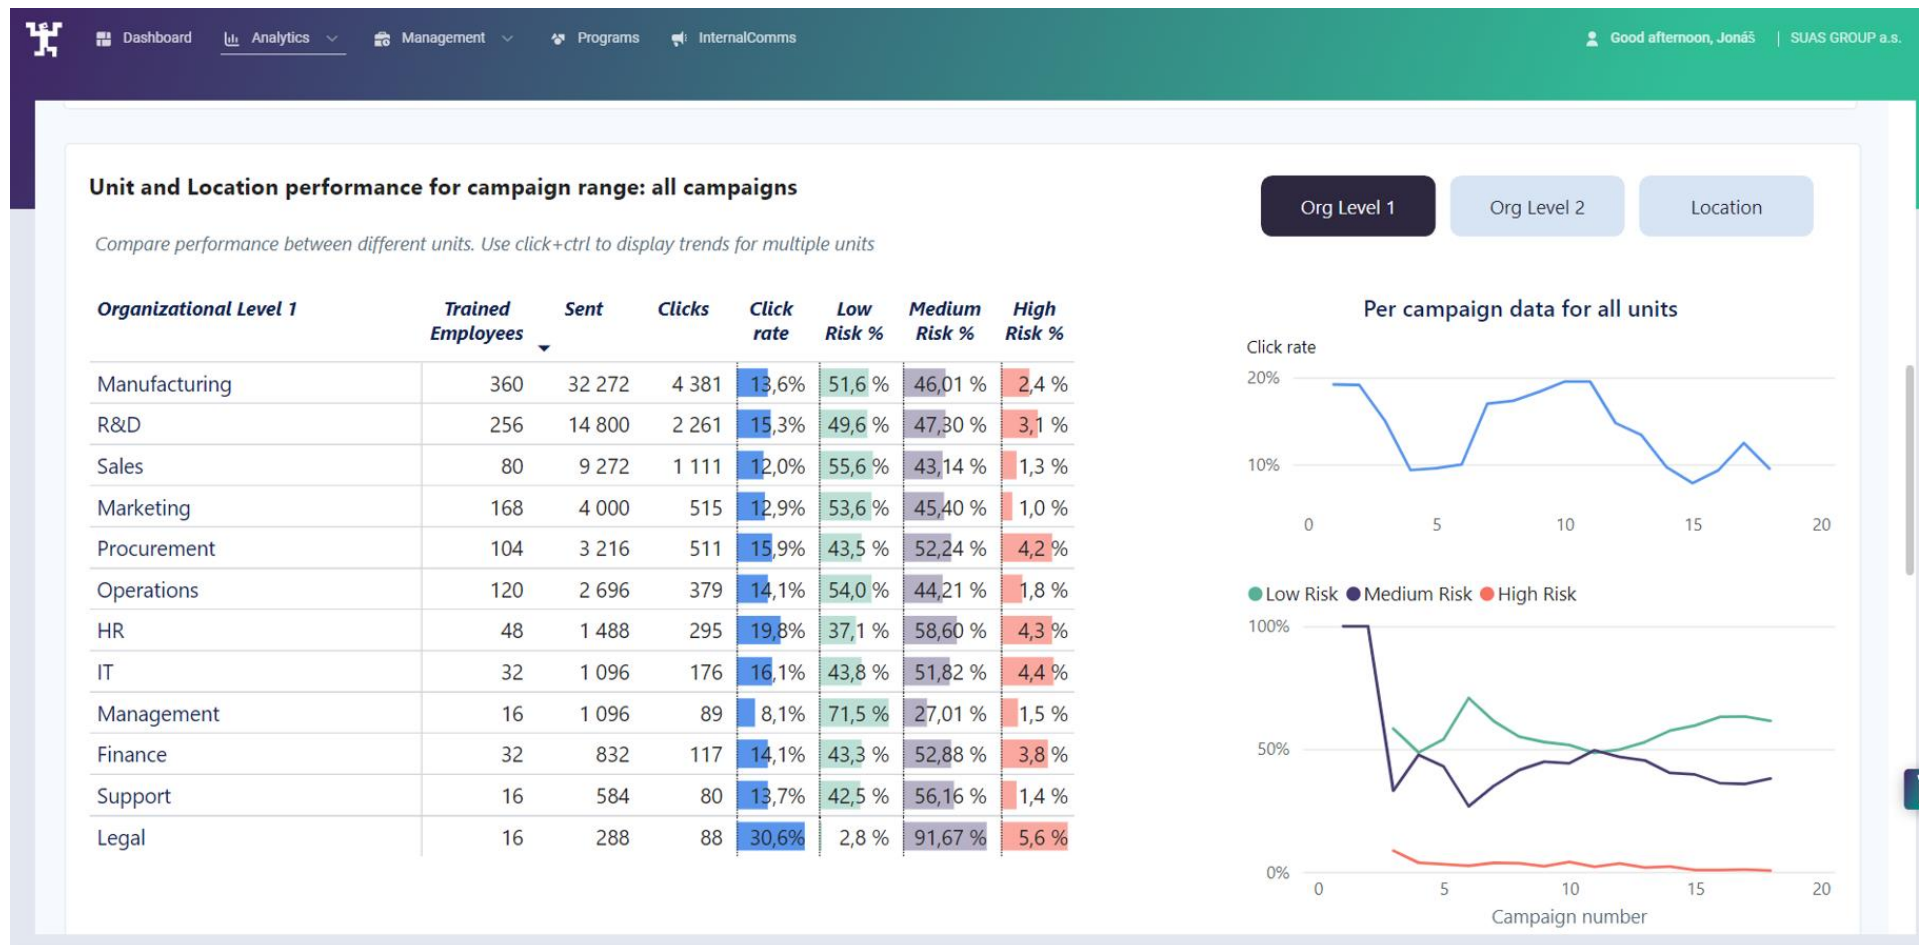 Dashboard Analytics Management Programs InternalComms Good afternoon, Jonáš | SUAS GROUP a.s.
Unit and Location performance for campaign range: all campaigns
Org Level 1 Org Level 2 Location
Compare performance between different units. Use click+ctrl to display trends for multiple units
Organizational Level 1 Trained Employees Sent Clicks Click rate Low Risk % Medium Risk % High Risk %
Manufacturing 360 32 272 4 381 13,6% 51,6 % 46,01 % 2,4 %
R&D 256 14 800 2 261 15,3% 49,6 % 47,30 % 3,1 %
Sales 80 9 272 1 111 12,0% 55,6 % 43,14 % 1,3 %
Marketing 168 4 000 515 12,9% 53,6 % 45,40 % 1,0 %
Procurement 104 3 216 511 15,9% 43,5 % 52,24 % 4,2 %
Operations 120 2 696 379 14,1% 54,0 % 44,21 % 1,8 %
HR 48 1 488 295 19,8% 37,1 % 58,60 % 4,3 %
IT 32 1 096 176 16,1% 43,8 % 51,82 % 4,4 %
Management 16 1 096 89 8,1% 71,5 % 27,01 % 1,5 %
Finance 32 832 117 14,1% 43,3 % 52,88 % 3,8 %
Support 16 584 80 13,7% 42,5 % 56,16 % 1,4 %
Legal 16 288 88 30,6% 2,8 % 91,67 % 5,6 %
Per campaign data for all units
Click rate
20%
10%
0 5 10 15 20
Low Risk Medium Risk High Risk
100%
50%
0%
0 5 10 15 20
Campaign number